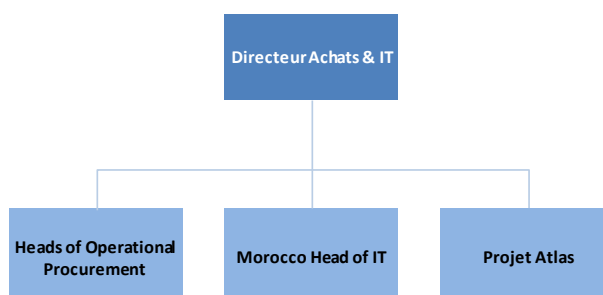 Directeur Achats & IT
Heads of Operational
Procurement
Morocco Head of IT
Projet Atlas